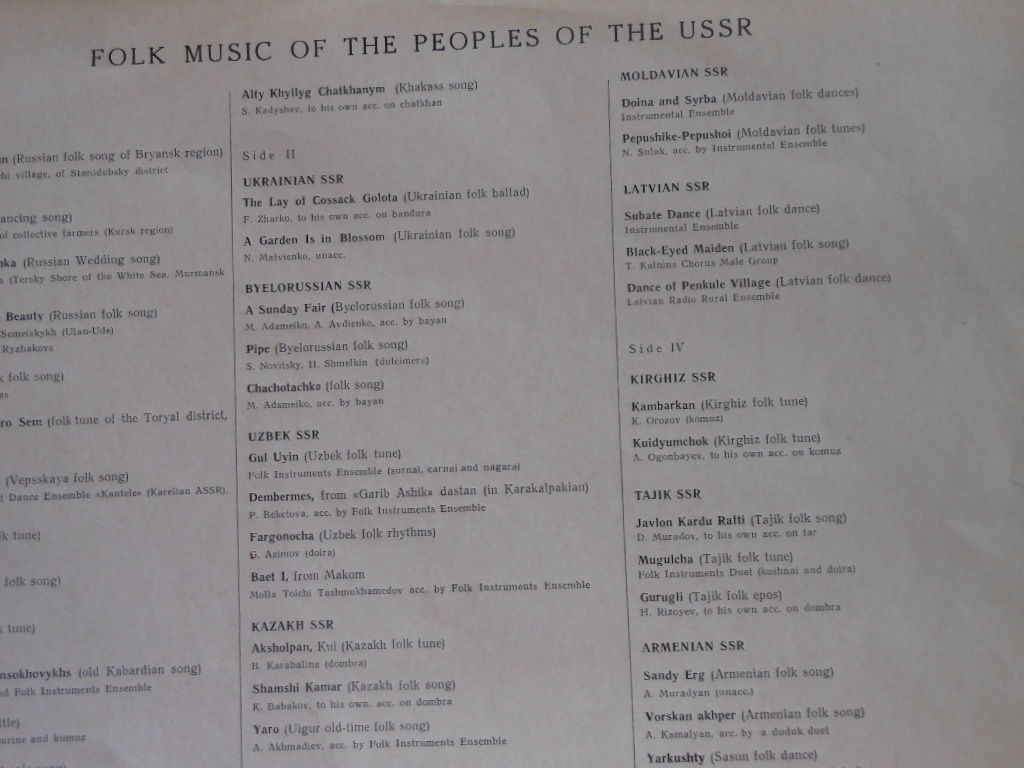 FOLK MUSIC OF THE PEOPLES OF THE USSR
(Russian folk song of Bryansk region)
village, of Starodubsky district
song)
of collective farmers (Kursk region)
(Russian Wedding song)
(Tersky Shore of the White Sea, Murmansk
Beauty (Russian folk song)
Semeiskykh (Ulan-Ude)
Ryzhakovs
folk song)
Sem (folk tune of the Toryal district,
(Vepsskaya folk song)
Dance Ensemble «Kantele» (Karelian ASSR).
tune)
folk song)
tune)
(old Kabardian song)
Folk Instruments Ensemble
and kumuz
Alty Khyllyg Chatkhanym (Khakass song)
S. Kadyshev, to his own acc. on chatkhan
Side II
UKRAINIAN SSR
The Lay of Cossack Golota (Ukrainian folk ballad)
F. Zharko, to his own acc. on bandura
A Garden Is in Blossom (Ukrainian folk song)
N. Matvienko, unacc.
BYELORUSSIAN SSR
A Sunday Fair (Byelorussian folk song)
M. Adameiko, A. Avdienko, acc. by bayan
Pipe (Byelorussian folk song)
S. Novitsky, H. Shmelkin (dulcimers)
Chachotachka (folk song)
M. Adameiko, acc. by bayan
UZBEK SSR
Gul Uyin (Uzbek folk tune)
Folk Instruments Ensemble (surnai, carnai and nagara)
Dembermes, from «Garib Ashik» dastan (in Karakalpakian)
P. Beketova, acc. by Folk Instruments Ensemble
Fargonocha (Uzbek folk rhythms)
G. Azimov (doira)
Baet I, from Makom
Molla Toichi Tashmukhamedov acc. by Folk Instruments Ensemble
KAZAKH SSR
Aksholpan, Kui (Kazakh folk tune)
B. Karabalina (dombra)
Shamshi Kamar (Kazakh folk song)
K. Babakov, to his own. acc. on dombra
Yaro (Uigur old-time folk song)
A. Akhmadiev, acc. by Folk Instruments Ensemble
MOLDAVIAN SSR
Doina and Syrba (Moldavian folk dances)
Instrumental Ensemble
Pepushike-Pepushoi (Moldavian folk tunes)
N. Sulak, acc. by Instrumental Ensemble
LATVIAN SSR
Subate Dance (Latvian folk dance)
Instrumental Ensemble
Black-Eyed Maiden (Latvian folk song)
T. Kalnins Chorus Male Group
Dance of Penkule Village (Latvian folk dance)
Latvian Radio Rural Ensemble
Side IV
KIRGHIZ SSR
Kambarkan (Kirghiz folk tune)
K. Orozov (komuz)
Kuidyumchok (Kirghiz folk tune)
A. Ogonbayev, to his own acc. on komuz
TAJIK SSR
Javlon Kardu Rafti (Tajik folk song)
D. Muradov, to his own acc. on tar
Mugulcha (Tajik folk tune)
Folk Instruments Duet (koshnai and doira)
Gurugli (Tajik folk epos)
H. Rizoyev, to his own acc. on dombra
ARMENIAN SSR
Sandy Erg (Armenian folk song)
A. Muradyan (unacc.)
Vorskan akhper (Armenian folk song)
A. Kamalyan, acc. by a duduk duet
Yarkushty (Sasun folk dance)